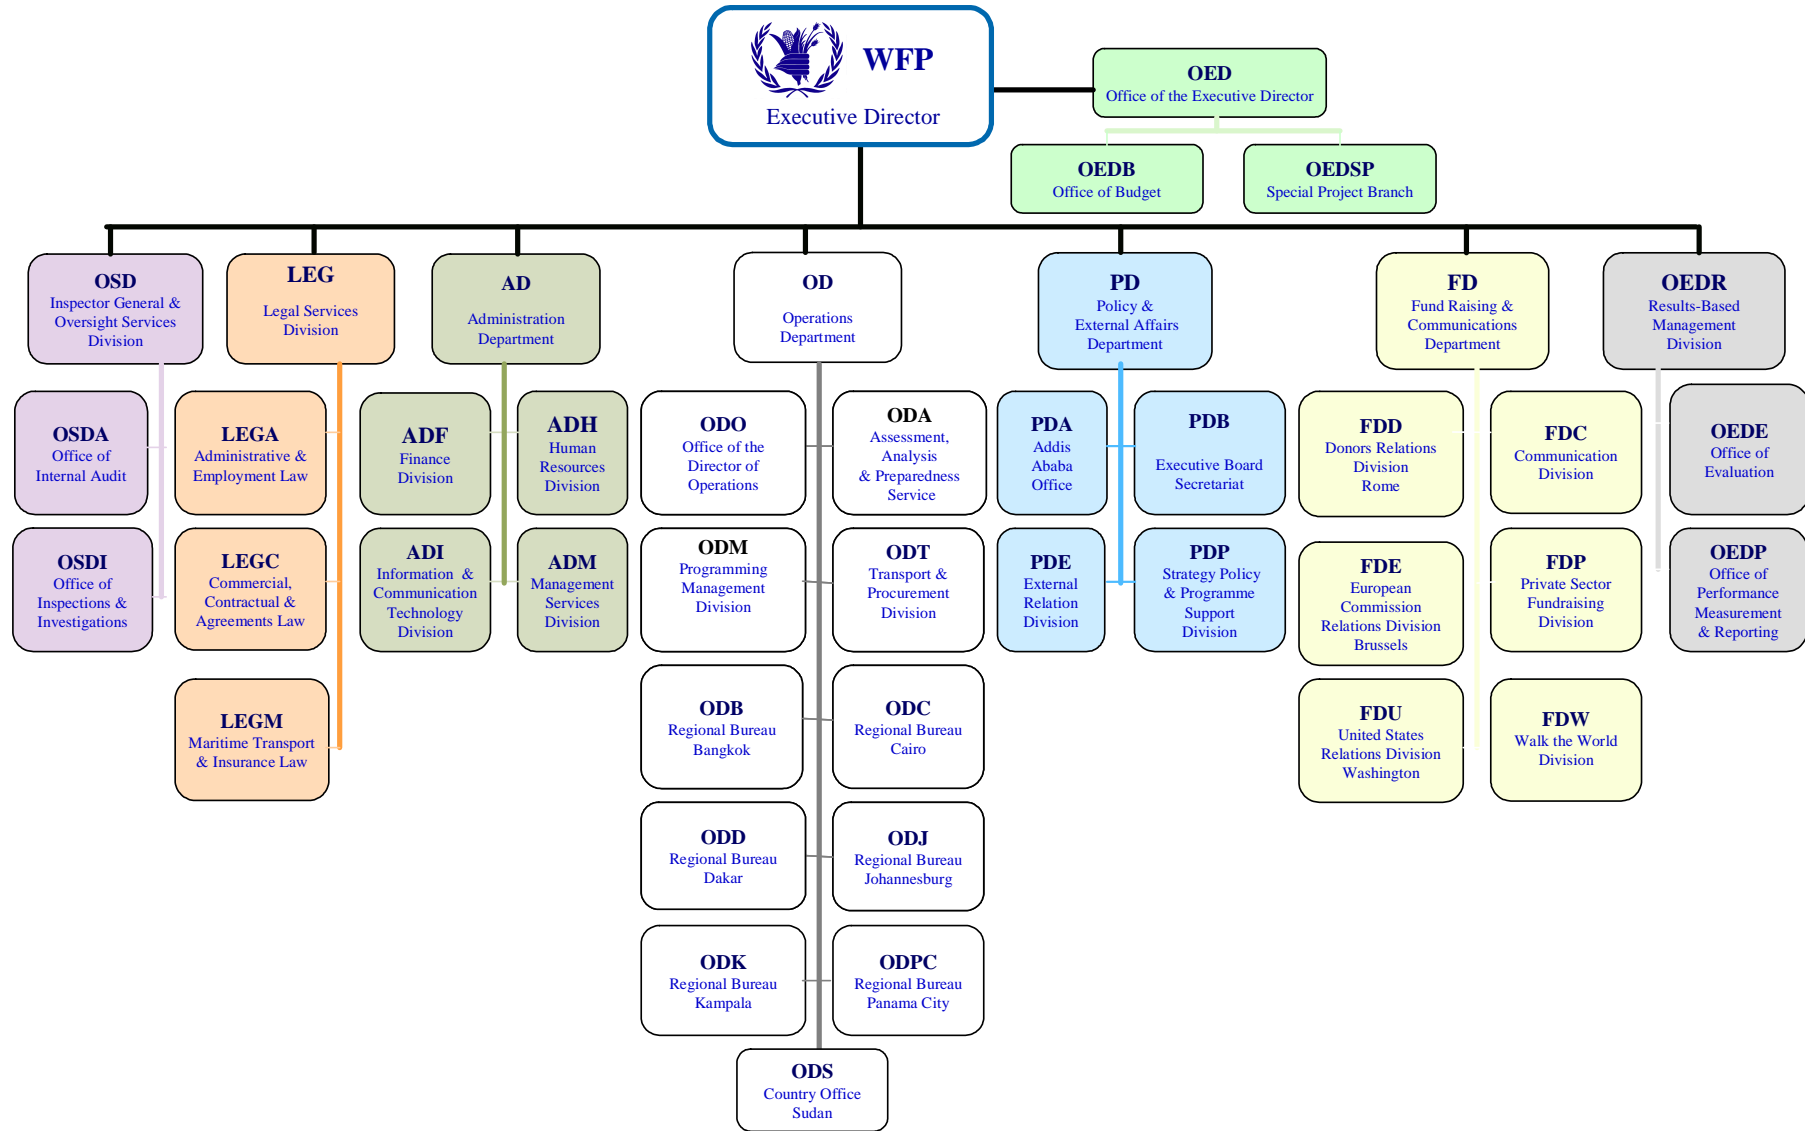 WFP
Executive Director
OED
Office of the Executive Director
OEDB
Office of Budget
OEDSP
Special Project Branch
OSD
Inspector General &
Oversight Services
Division
LEG
Legal Services
Division
AD
Administration
Department
OD
Operations
Department
PD
Policy &
External Affairs
Department
FD
Fund Raising &
Communications
Department
OEDR
Results-Based
Management
Division
OSDA
Office of
Internal Audit
OSDI
Office of
Inspections &
Investigations
LEGA
Administrative &
Employment Law
LEGC
Commercial,
Contractual &
Agreements Law
LEGM
Maritime Transport
& Insurance Law
ADF
Finance
Division
ADH
Human
Resources
Division
ADI
Information &
Communication
Technology
Division
ADM
Management
Services
Division
ODO
Office of the
Director of
Operations
ODA
Assessment,
Analysis
& Preparedness
Service
ODM
Programming
Management
Division
ODT
Transport &
Procurement
Division
ODB
Regional Bureau
Bangkok
ODC
Regional Bureau
Cairo
ODD
Regional Bureau
Dakar
ODJ
Regional Bureau
Johannesburg
ODK
Regional Bureau
Kampala
ODPC
Regional Bureau
Panama City
ODS
Country Office
Sudan
PDA
Addis
Ababa
Office
PDB
Executive Board
Secretariat
PDE
External
Relation
Division
PDP
Strategy Policy
& Programme
Support
Division
FDD
Donors Relations
Division
Rome
FDC
Communication
Division
FDE
European
Commission
Relations Division
Brussels
FDP
Private Sector
Fundraising
Division
FDU
United States
Relations Division
Washington
FDW
Walk the World
Division
OEDE
Office of
Evaluation
OEDP
Office of
Performance
Measurement
& Reporting